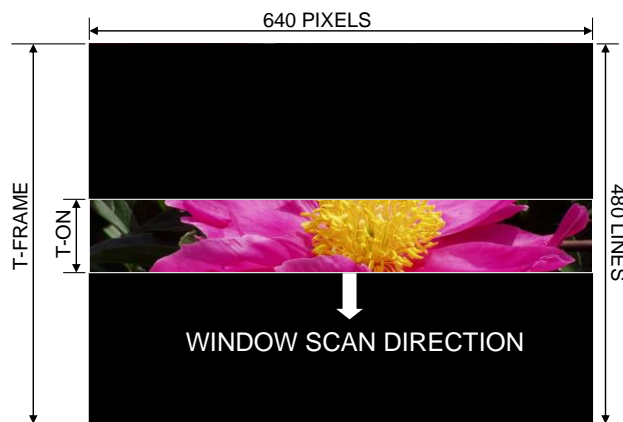 640 PIXELS
T-FRAME
T-ON
480 LINES
WINDOW SCAN DIRECTION